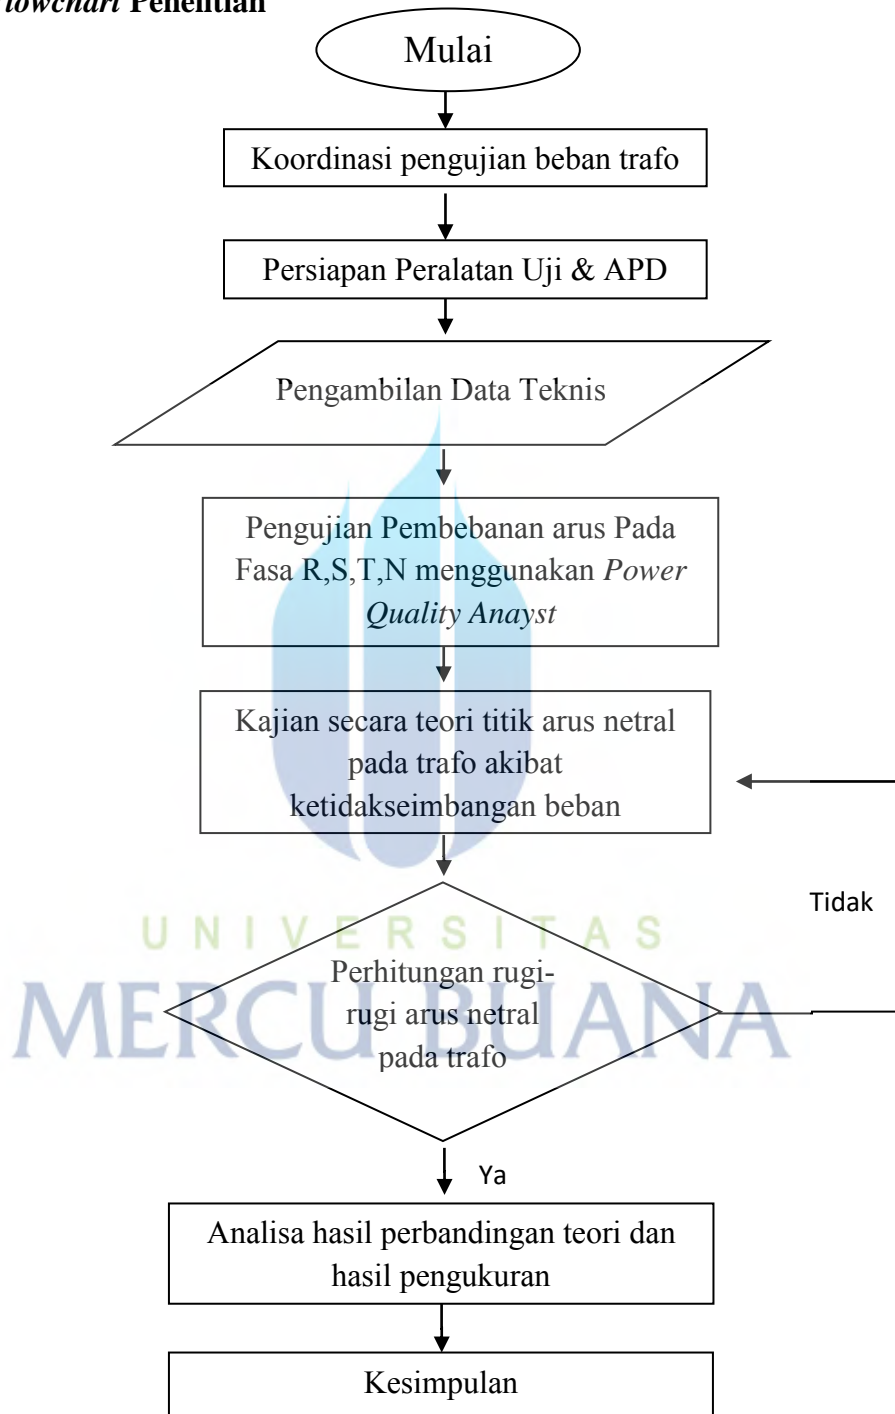 lowchart Penelitian
Mulai
Koordinasi pengujian beban trafo
Persiapan Peralatan Uji & APD
Pengambilan Data Teknis
Pengujian Pembebanan arus Pada
Fasa R,S,T,N menggunakan Power
Quality Anayst
Kajian secara teori titik arus netral
pada trafo akibat
ketidakseimbangan beban
Tidak
UNIVERSITAS
MERCU BUANA
Perhitungan rugi-
rugi arus netral
pada trafo
Ya
Analisa hasil perbandingan teori dan
hasil pengukuran
Kesimpulan